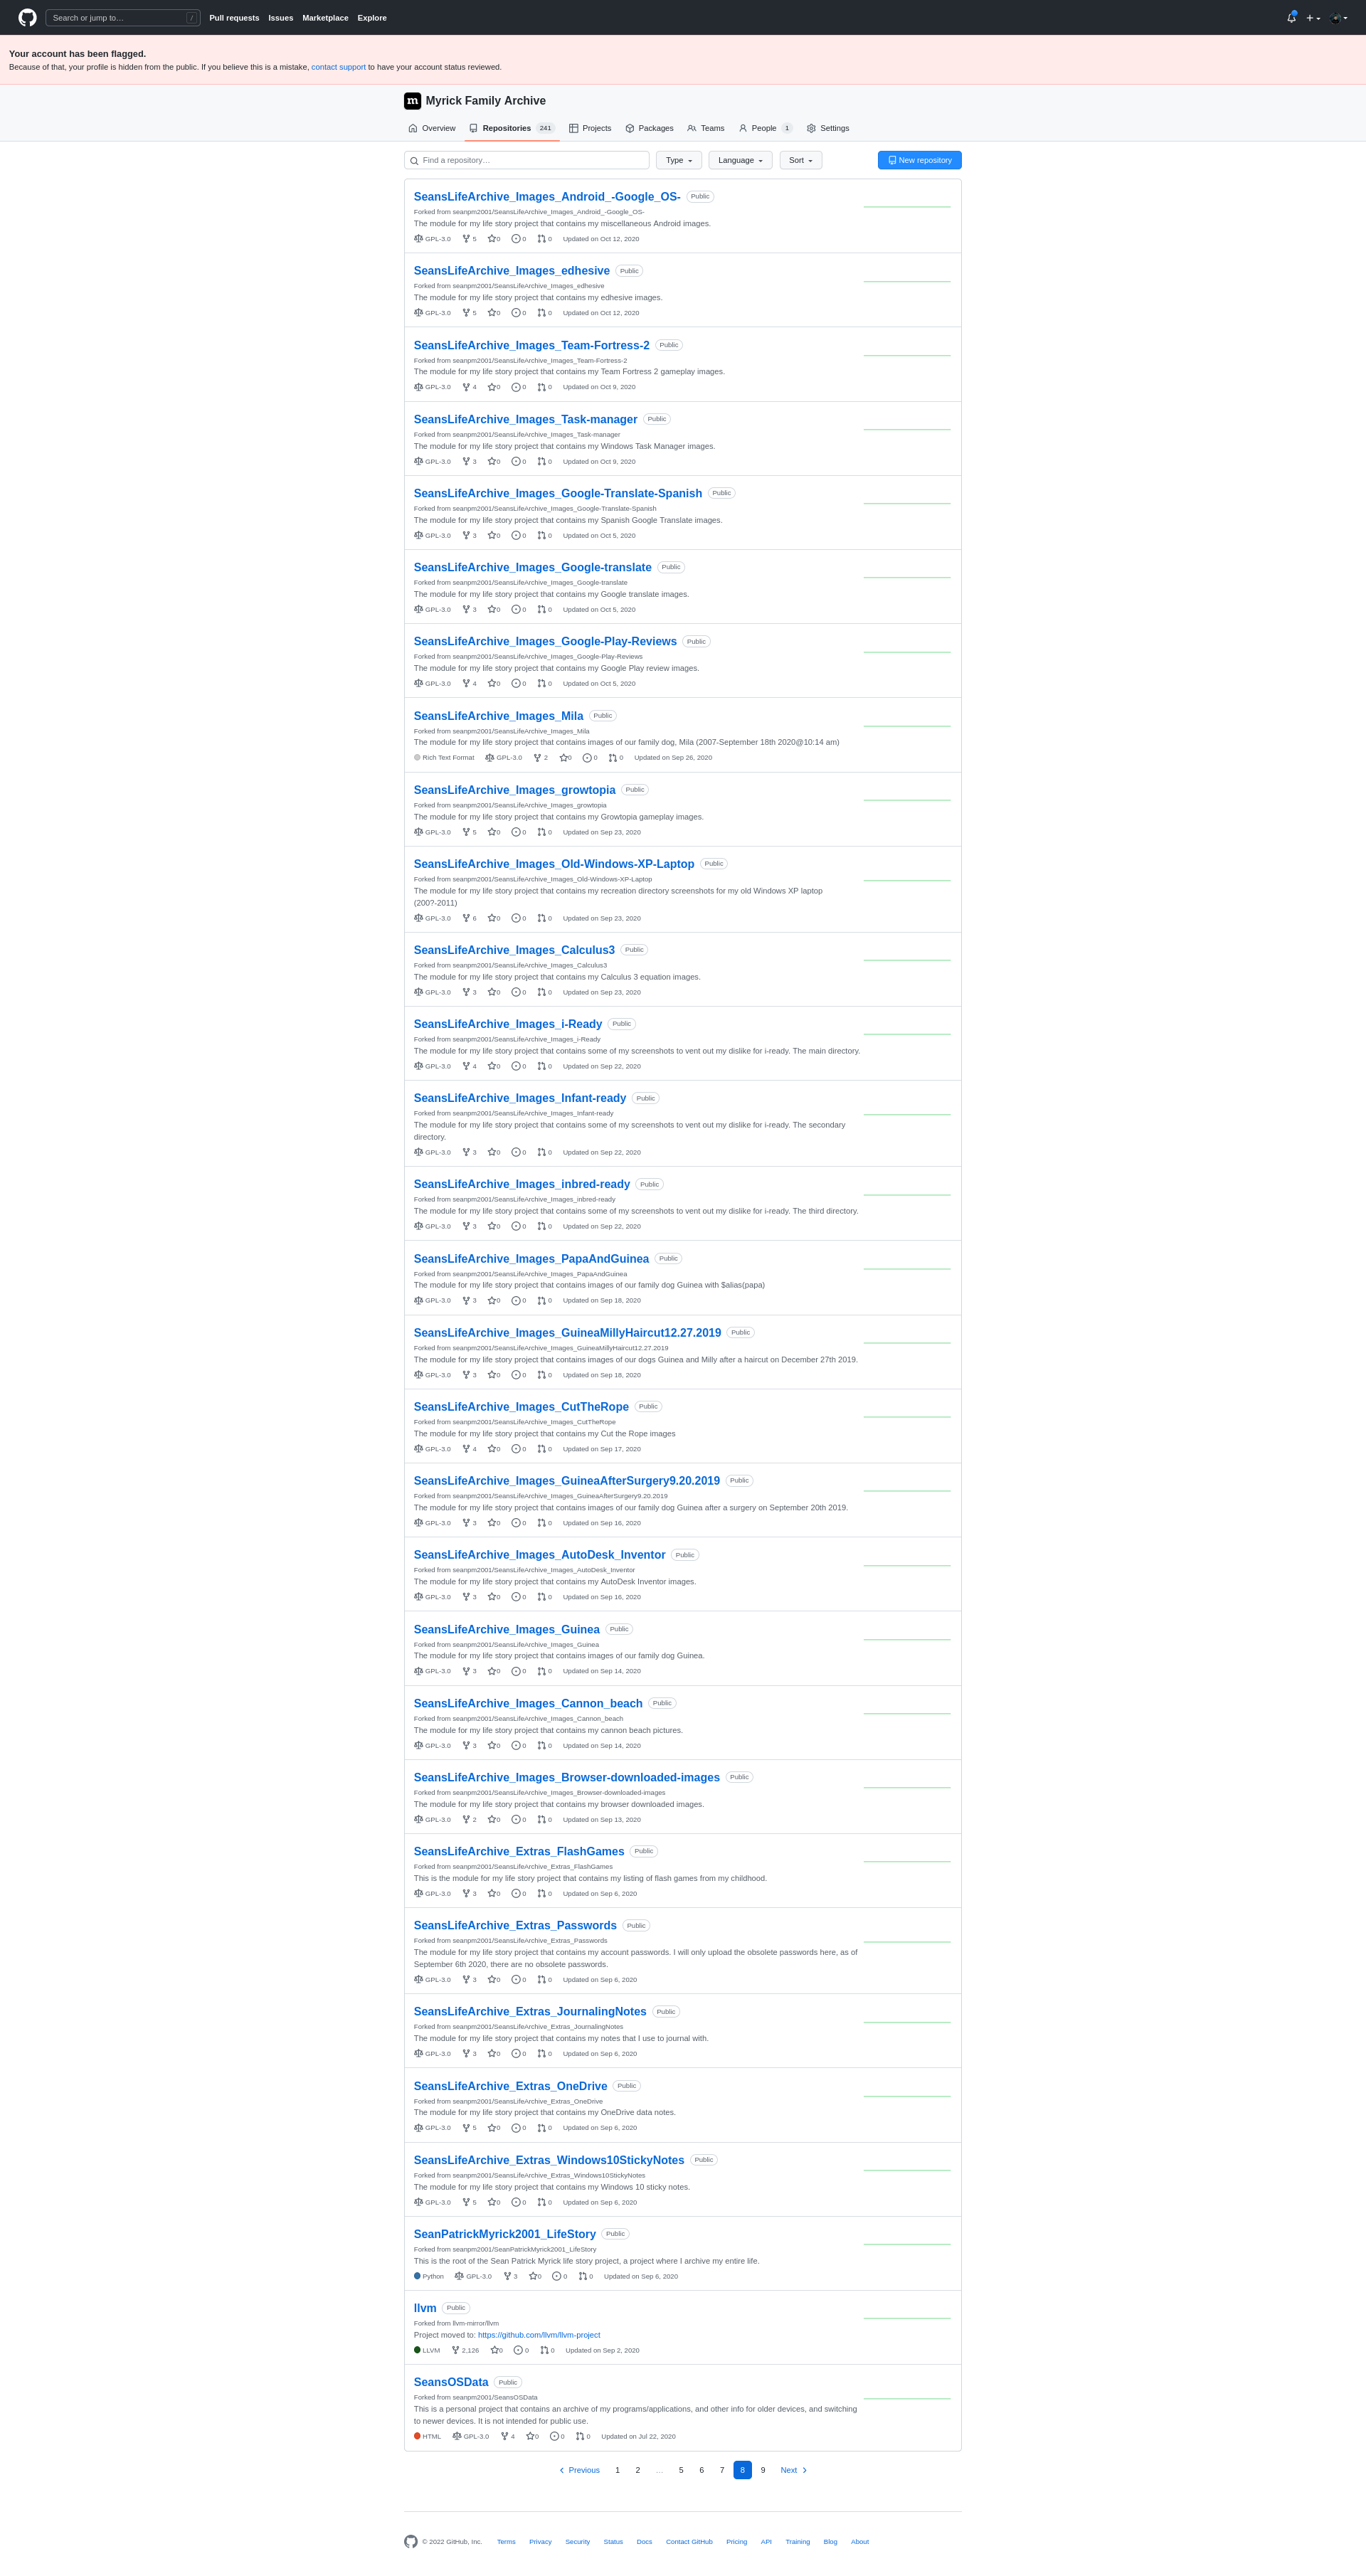 Search or jump to… /
Pull requests Issues Marketplace Explore
Your account has been flagged.
Because of that, your profile is hidden from the public. If you believe this is a mistake, contact support to have your account status reviewed.
m Myrick Family Archive
Overview Repositories 241 Projects Packages Teams People 1 Settings
Find a repository… Type Language Sort New repository
SeansLifeArchive_Images_Android_-Google_OS- Public
Forked from seanpm2001/SeansLifeArchive_Images_Android_-Google_OS-
The module for my life story project that contains my miscellaneous Android images.
GPL-3.0 5 0 0 0 Updated on Oct 12, 2020
SeansLifeArchive_Images_edhesive Public
Forked from seanpm2001/SeansLifeArchive_Images_edhesive
The module for my life story project that contains my edhesive images.
GPL-3.0 5 0 0 0 Updated on Oct 12, 2020
SeansLifeArchive_Images_Team-Fortress-2 Public
Forked from seanpm2001/SeansLifeArchive_Images_Team-Fortress-2
The module for my life story project that contains my Team Fortress 2 gameplay images.
GPL-3.0 4 0 0 0 Updated on Oct 9, 2020
SeansLifeArchive_Images_Task-manager Public
Forked from seanpm2001/SeansLifeArchive_Images_Task-manager
The module for my life story project that contains my Windows Task Manager images.
GPL-3.0 3 0 0 0 Updated on Oct 9, 2020
SeansLifeArchive_Images_Google-Translate-Spanish Public
Forked from seanpm2001/SeansLifeArchive_Images_Google-Translate-Spanish
The module for my life story project that contains my Spanish Google Translate images.
GPL-3.0 3 0 0 0 Updated on Oct 5, 2020
SeansLifeArchive_Images_Google-translate Public
Forked from seanpm2001/SeansLifeArchive_Images_Google-translate
The module for my life story project that contains my Google translate images.
GPL-3.0 3 0 0 0 Updated on Oct 5, 2020
SeansLifeArchive_Images_Google-Play-Reviews Public
Forked from seanpm2001/SeansLifeArchive_Images_Google-Play-Reviews
The module for my life story project that contains my Google Play review images.
GPL-3.0 4 0 0 0 Updated on Oct 5, 2020
SeansLifeArchive_Images_Mila Public
Forked from seanpm2001/SeansLifeArchive_Images_Mila
The module for my life story project that contains images of our family dog, Mila (2007-September 18th 2020@10:14 am)
Rich Text Format GPL-3.0 2 0 0 0 Updated on Sep 26, 2020
SeansLifeArchive_Images_growtopia Public
Forked from seanpm2001/SeansLifeArchive_Images_growtopia
The module for my life story project that contains my Growtopia gameplay images.
GPL-3.0 5 0 0 0 Updated on Sep 23, 2020
SeansLifeArchive_Images_Old-Windows-XP-Laptop Public
Forked from seanpm2001/SeansLifeArchive_Images_Old-Windows-XP-Laptop
The module for my life story project that contains my recreation directory screenshots for my old Windows XP laptop
(200?-2011)
GPL-3.0 6 0 0 0 Updated on Sep 23, 2020
SeansLifeArchive_Images_Calculus3 Public
Forked from seanpm2001/SeansLifeArchive_Images_Calculus3
The module for my life story project that contains my Calculus 3 equation images.
GPL-3.0 3 0 0 0 Updated on Sep 23, 2020
SeansLifeArchive_Images_i-Ready Public
Forked from seanpm2001/SeansLifeArchive_Images_i-Ready
The module for my life story project that contains some of my screenshots to vent out my dislike for i-ready. The main directory.
GPL-3.0 4 0 0 0 Updated on Sep 22, 2020
SeansLifeArchive_Images_Infant-ready Public
Forked from seanpm2001/SeansLifeArchive_Images_Infant-ready
The module for my life story project that contains some of my screenshots to vent out my dislike for i-ready. The secondary
directory.
GPL-3.0 3 0 0 0 Updated on Sep 22, 2020
SeansLifeArchive_Images_inbred-ready Public
Forked from seanpm2001/SeansLifeArchive_Images_inbred-ready
The module for my life story project that contains some of my screenshots to vent out my dislike for i-ready. The third directory.
GPL-3.0 3 0 0 0 Updated on Sep 22, 2020
SeansLifeArchive_Images_PapaAndGuinea Public
Forked from seanpm2001/SeansLifeArchive_Images_PapaAndGuinea
The module for my life story project that contains images of our family dog Guinea with $alias(papa)
GPL-3.0 3 0 0 0 Updated on Sep 18, 2020
SeansLifeArchive_Images_GuineaMillyHaircut12.27.2019 Public
Forked from seanpm2001/SeansLifeArchive_Images_GuineaMillyHaircut12.27.2019
The module for my life story project that contains images of our dogs Guinea and Milly after a haircut on December 27th 2019.
GPL-3.0 3 0 0 0 Updated on Sep 18, 2020
SeansLifeArchive_Images_CutTheRope Public
Forked from seanpm2001/SeansLifeArchive_Images_CutTheRope
The module for my life story project that contains my Cut the Rope images
GPL-3.0 4 0 0 0 Updated on Sep 17, 2020
SeansLifeArchive_Images_GuineaAfterSurgery9.20.2019 Public
Forked from seanpm2001/SeansLifeArchive_Images_GuineaAfterSurgery9.20.2019
The module for my life story project that contains images of our family dog Guinea after a surgery on September 20th 2019.
GPL-3.0 3 0 0 0 Updated on Sep 16, 2020
SeansLifeArchive_Images_AutoDesk_Inventor Public
Forked from seanpm2001/SeansLifeArchive_Images_AutoDesk_Inventor
The module for my life story project that contains my AutoDesk Inventor images.
GPL-3.0 3 0 0 0 Updated on Sep 16, 2020
SeansLifeArchive_Images_Guinea Public
Forked from seanpm2001/SeansLifeArchive_Images_Guinea
The module for my life story project that contains images of our family dog Guinea.
GPL-3.0 3 0 0 0 Updated on Sep 14, 2020
SeansLifeArchive_Images_Cannon_beach Public
Forked from seanpm2001/SeansLifeArchive_Images_Cannon_beach
The module for my life story project that contains my cannon beach pictures.
GPL-3.0 3 0 0 0 Updated on Sep 14, 2020
SeansLifeArchive_Images_Browser-downloaded-images Public
Forked from seanpm2001/SeansLifeArchive_Images_Browser-downloaded-images
The module for my life story project that contains my browser downloaded images.
GPL-3.0 2 0 0 0 Updated on Sep 13, 2020
SeansLifeArchive_Extras_FlashGames Public
Forked from seanpm2001/SeansLifeArchive_Extras_FlashGames
This is the module for my life story project that contains my listing of flash games from my childhood.
GPL-3.0 3 0 0 0 Updated on Sep 6, 2020
SeansLifeArchive_Extras_Passwords Public
Forked from seanpm2001/SeansLifeArchive_Extras_Passwords
The module for my life story project that contains my account passwords. I will only upload the obsolete passwords here, as of
September 6th 2020, there are no obsolete passwords.
GPL-3.0 3 0 0 0 Updated on Sep 6, 2020
SeansLifeArchive_Extras_JournalingNotes Public
Forked from seanpm2001/SeansLifeArchive_Extras_JournalingNotes
The module for my life story project that contains my notes that I use to journal with.
GPL-3.0 3 0 0 0 Updated on Sep 6, 2020
SeansLifeArchive_Extras_OneDrive Public
Forked from seanpm2001/SeansLifeArchive_Extras_OneDrive
The module for my life story project that contains my OneDrive data notes.
GPL-3.0 5 0 0 0 Updated on Sep 6, 2020
SeansLifeArchive_Extras_Windows10StickyNotes Public
Forked from seanpm2001/SeansLifeArchive_Extras_Windows10StickyNotes
The module for my life story project that contains my Windows 10 sticky notes.
GPL-3.0 5 0 0 0 Updated on Sep 6, 2020
SeanPatrickMyrick2001_LifeStory Public
Forked from seanpm2001/SeanPatrickMyrick2001_LifeStory
This is the root of the Sean Patrick Myrick life story project, a project where I archive my entire life.
Python GPL-3.0 3 0 0 0 Updated on Sep 6, 2020
llvm Public
Forked from llvm-mirror/llvm
Project moved to: https://github.com/llvm/llvm-project
LLVM 2,126 0 0 0 Updated on Sep 2, 2020
SeansOSData Public
Forked from seanpm2001/SeansOSData
This is a personal project that contains an archive of my programs/applications, and other info for older devices, and switching
to newer devices. It is not intended for public use.
HTML GPL-3.0 4 0 0 0 Updated on Jul 22, 2020
Previous 1 2 … 5 6 7 8 9 Next
© 2022 GitHub, Inc. Terms Privacy Security Status Docs Contact GitHub Pricing API Training Blog About